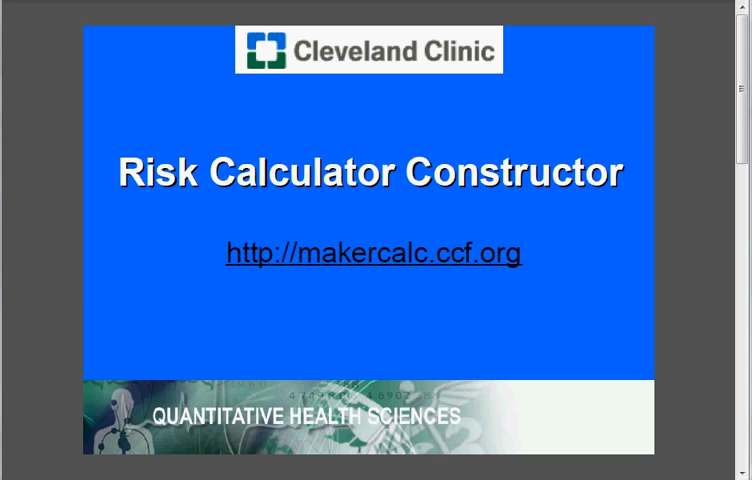 Cleveland Clinic
Risk Calculator Constructor
http://makercalc.ccf.org
QUANTITATIVE HEALTH SCIENCES